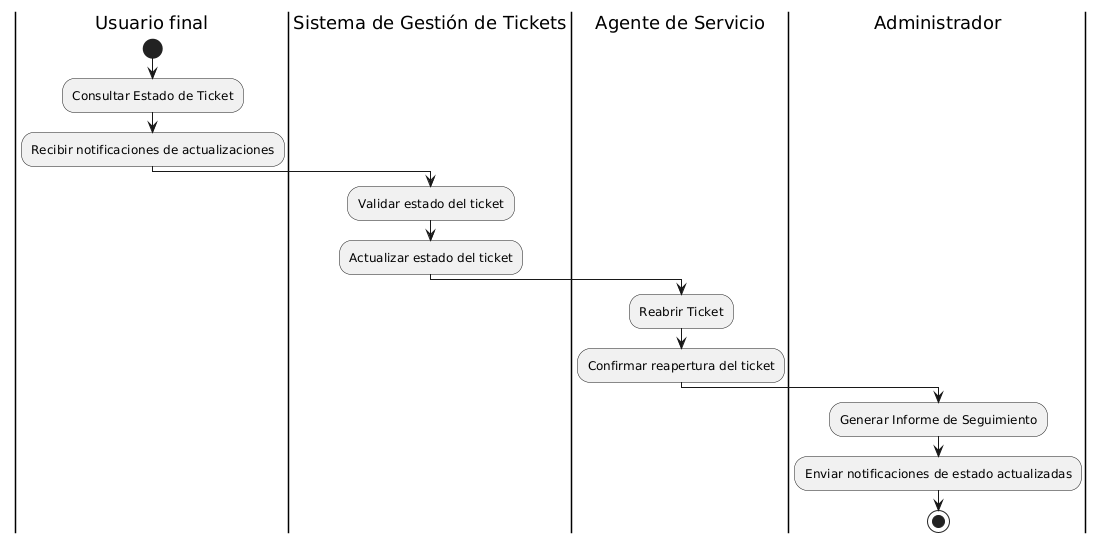 Usuario final
Sistema de Gestión de Tickets
Agente de Servicio
Administrador
Consultar Estado de Ticket
Recibir notificaciones de actualizaciones
Validar estado del ticket
Actualizar estado del ticket
Reabrir Ticket
Confirmar reapertura del ticket
Generar Informe de Seguimiento
Enviar notificaciones de estado actualizadas